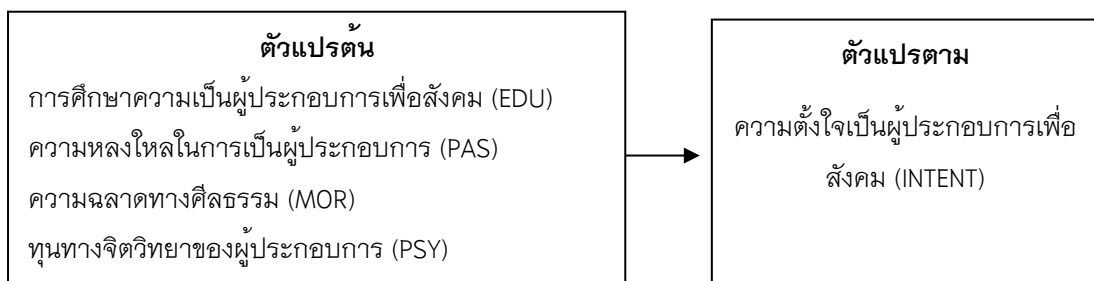 ตัวแปรต้น
การศึกษาความเป็นผู้ประกอบการเพื่อสังคม (EDU)
ความหลงใหลในการเป็นผู้ประกอบการ (PAS)
ความฉลาดทางศีลธรรม (MOR)
ทุนทางจิตวิทยาของผู้ประกอบการ (PSY)
ตัวแปรตาม
ความตั้งใจเป็นผู้ประกอบการเพื่อ
สังคม (INTENT)